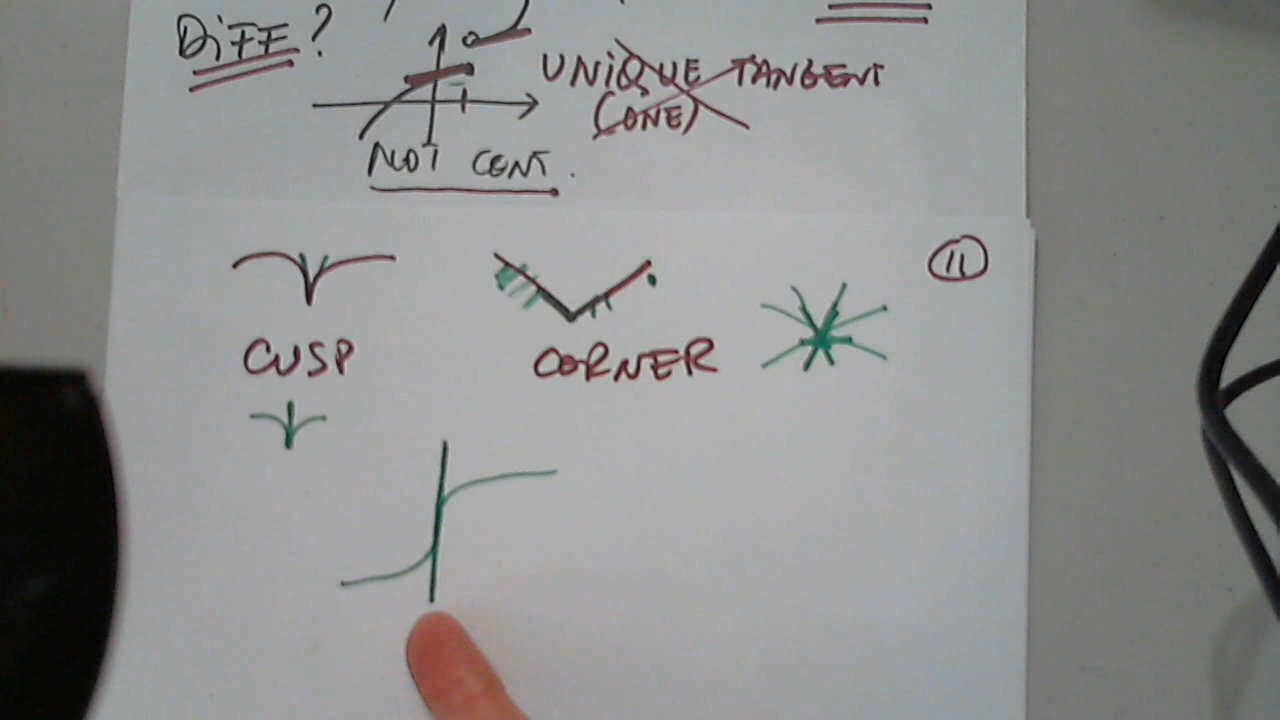 DIFF?
UNIQUE TANGENT
(ONE)
NOT CONT.
11
CUSP
CORNER